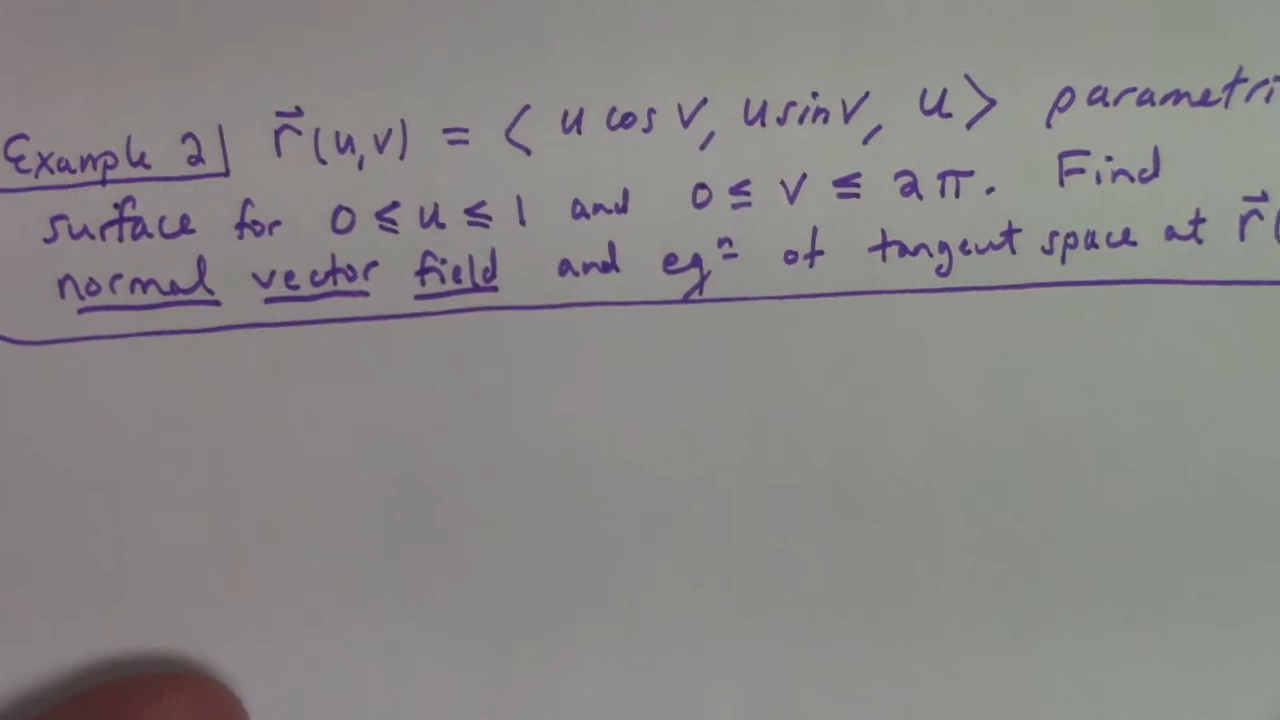 Example 2] r⃗(u,v) = ⟨ u cos v, u sin v, u ⟩ parametri
surface for 0 ≤ u ≤ 1 and 0 ≤ v ≤ 2π. Find
normal vector field and eqⁿ of tangent space at r⃗(